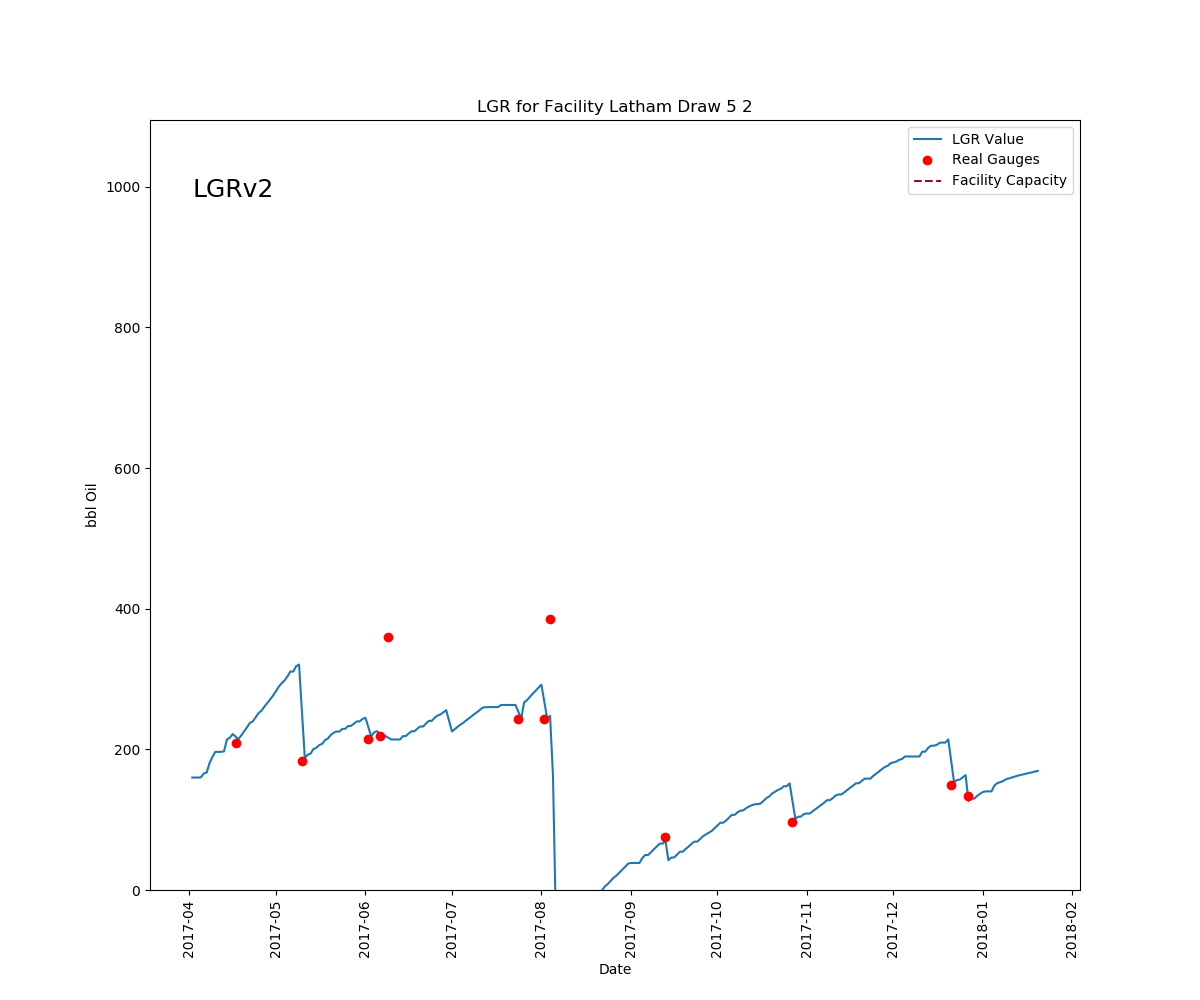 LGR for Facility Latham Draw 5 2
LGRv2
LGR Value
Real Gauges
Facility Capacity
bbl Oil
1000
800
600
400
200
0
2017-04
2017-05
2017-06
2017-07
2017-08
2017-09
2017-10
2017-11
2017-12
2018-01
2018-02
Date